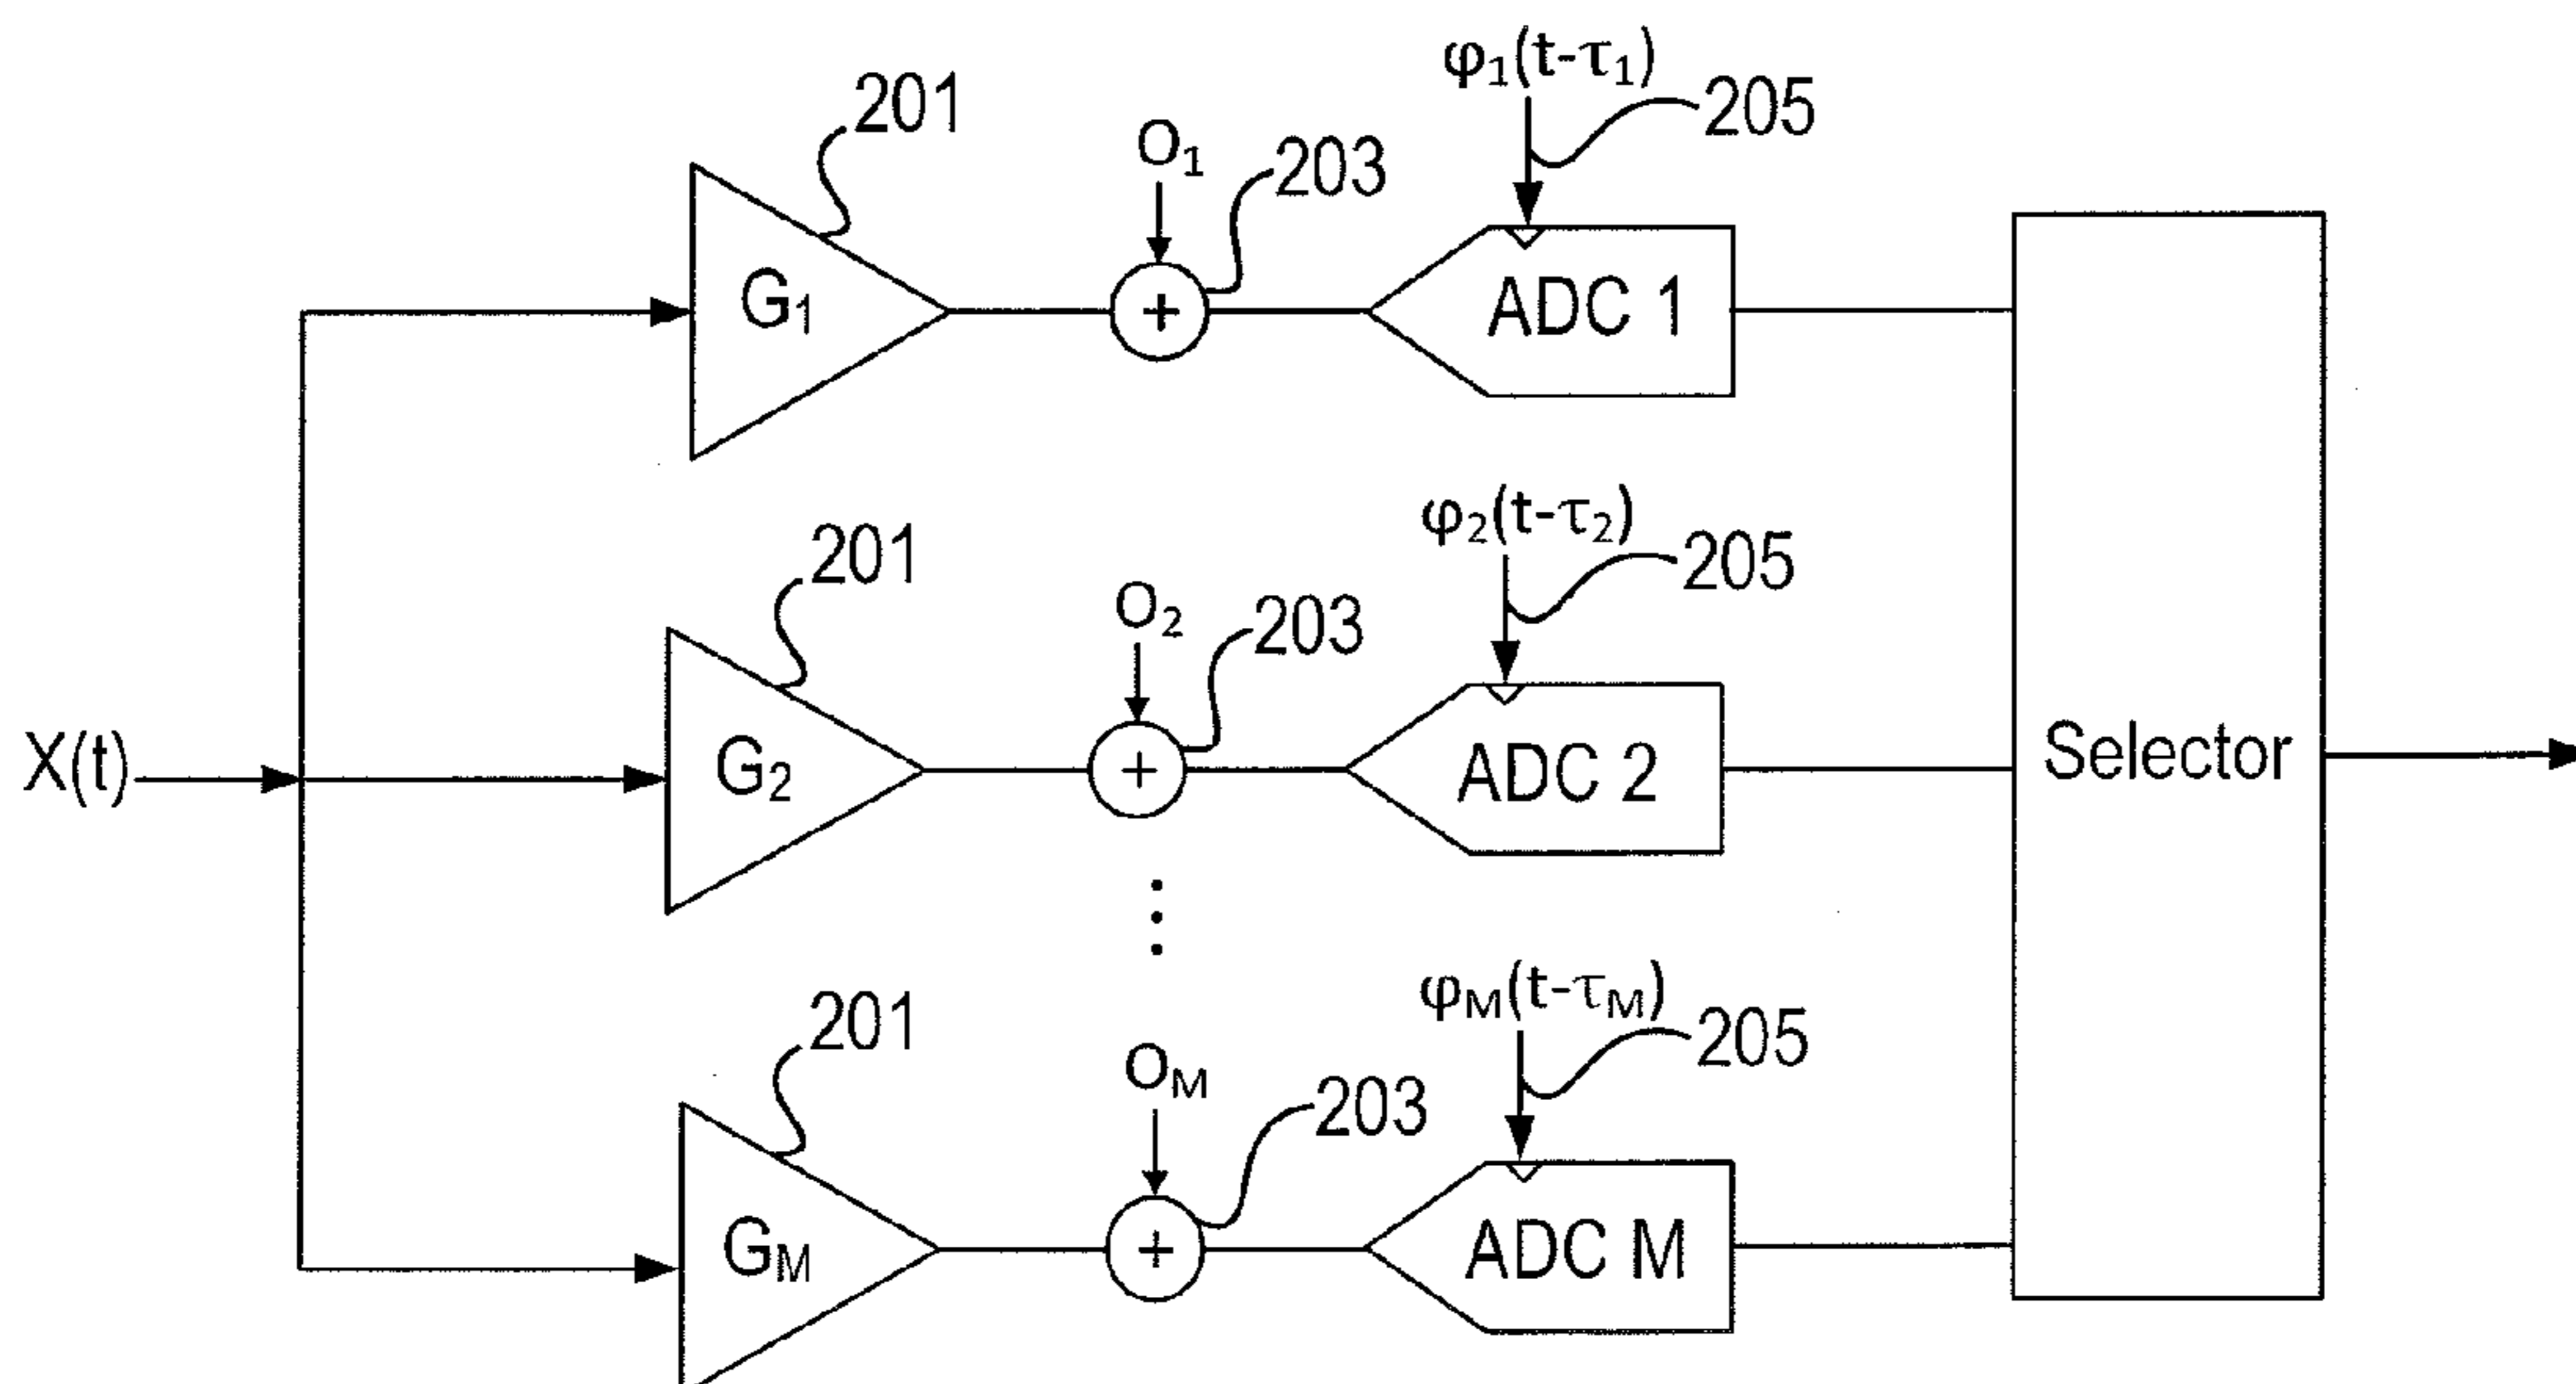 φ₁(t-τ₁)
201
205
O₁
203
G₁
ADC 1
φ₂(t-τ₂)
201
205
O₂
203
X(t)
G₂
ADC 2
Selector
φM(t-τM)
201
205
OM
203
GM
ADC M